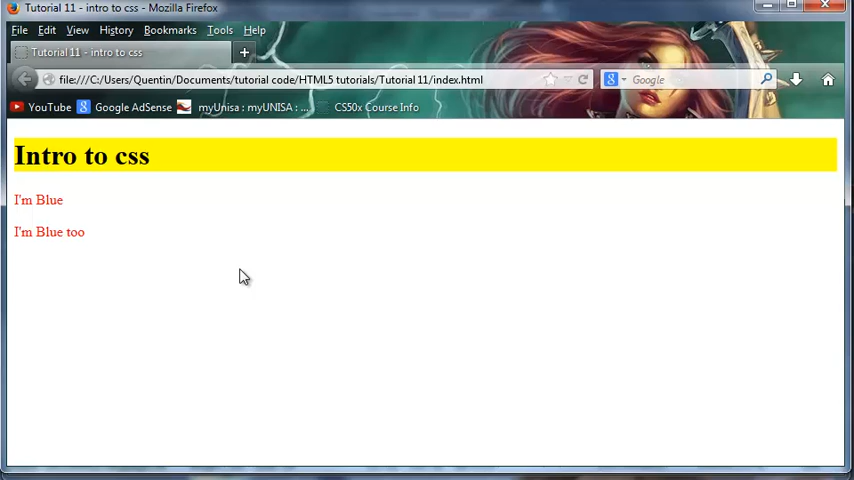 Tutorial 11 - intro to css - Mozilla Firefox
File Edit View History Bookmarks Tools Help
Tutorial 11 - intro to css +
file:///C:/Users/Quentin/Documents/tutorial code/HTML5 tutorials/Tutorial 11/index.html 8 Google
YouTube 8 Google AdSense myUnisa : myUNISA : ... CS50x Course Info
Intro to css
I'm Blue
I'm Blue too